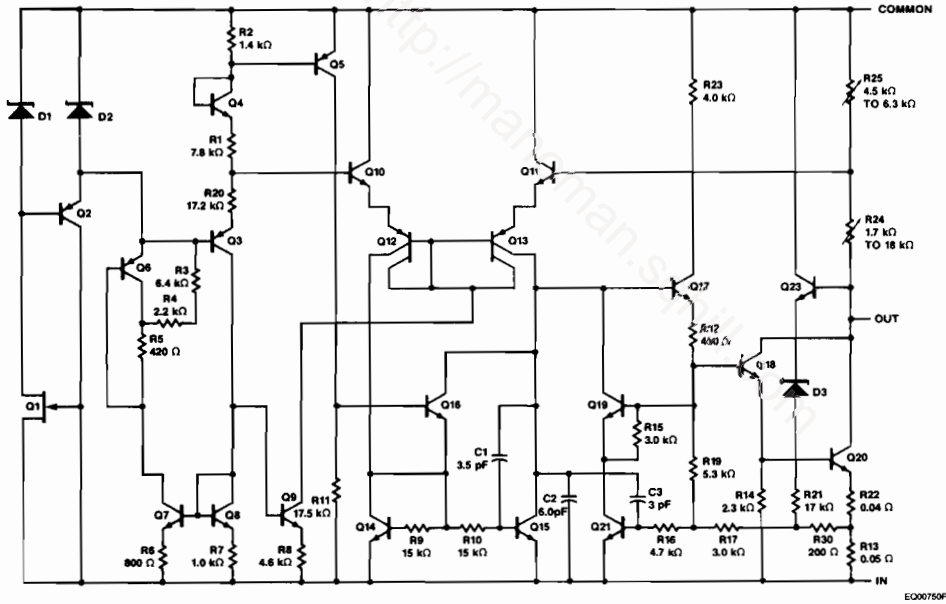 COMMON
R2
1.4 kΩ
Q5
Q4
R23
4.0 kΩ
R25
4.5 kΩ
TO 6.3 kΩ
D1
D2
R1
7.8 kΩ
Q10
Q11
R20
17.2 kΩ
Q2
Q3
Q12
Q13
R24
1.7 kΩ
TO 18 kΩ
Q6
R3
6.4 kΩ
R4
2.2 kΩ
Q17
Q23
OUT
R5
420 Ω
R12
Q18
D3
Q1
Q16
Q19
R15
3.0 kΩ
C1
3.5 pF
R19
5.3 kΩ
Q20
Q7
Q8
Q9
R11
17.5 kΩ
C2
6.0pF
C3
3 pF
R14
2.3 kΩ
R21
17 kΩ
R22
0.04 Ω
Q14
Q15
Q21
R9
15 kΩ
R10
15 kΩ
R16
4.7 kΩ
R17
3.0 kΩ
R30
200 Ω
R6
800 Ω
R7
1.0 kΩ
R8
4.6 kΩ
R13
0.05 Ω
IN
EQ00750F